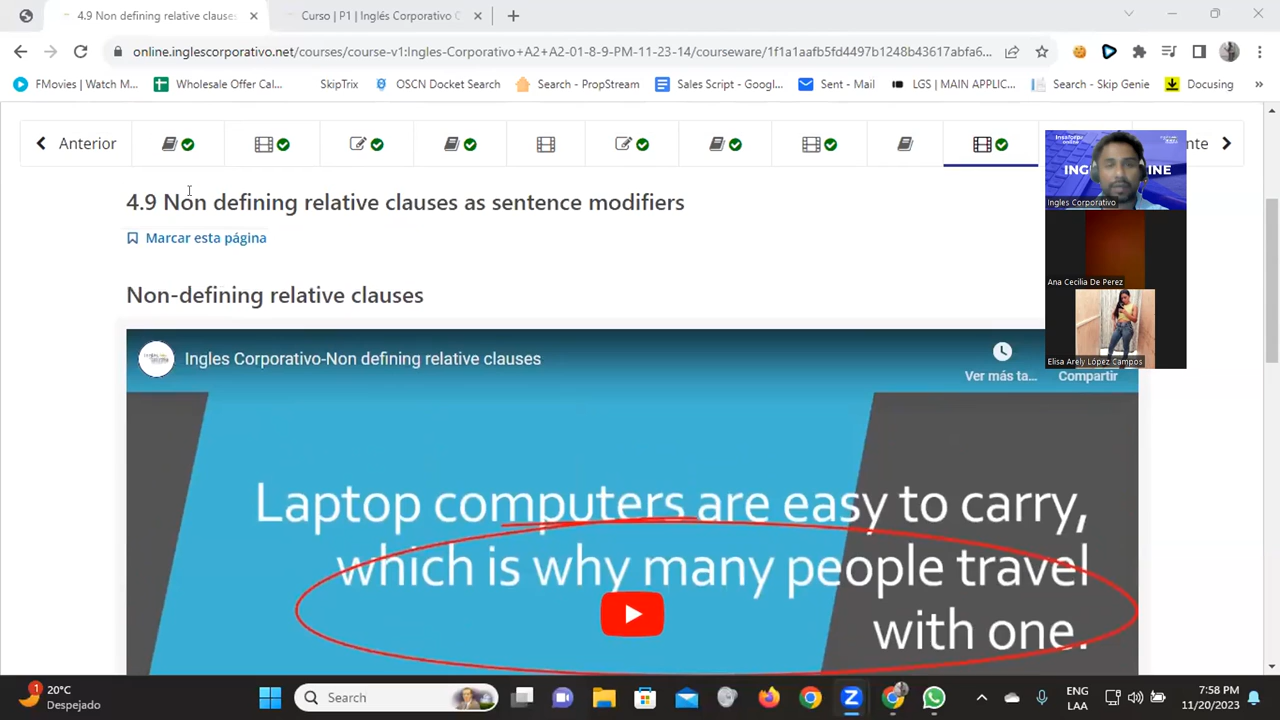 4.9 Non defining relative clauses
Curso | P1 | Inglés Corporativo C
online.inglescorporativo.net/courses/course-v1:Ingles-Corporativo+A2+A2-01-8-9-PM-11-23-14/courseware/1f1a1aafb5fd4497b1248b43617abfa6...
FMovies | Watch M...
Wholesale Offer Cal...
SkipTrix
OSCN Docket Search
Search - PropStream
Sales Script - Googl...
Sent - Mail
LGS | MAIN APPLIC...
Search - Skip Genie
Docusing
Anterior
nte
4.9 Non defining relative clauses as sentence modifiers
Marcar esta página
Non-defining relative clauses
Ingles Corporativo-Non defining relative clauses
Ver más ta...
Compartir
Laptop computers are easy to carry,
which is why many people travel
with one.
Insaforp
online
ING
INE
Ingles Corporativo
Ana Cecilia De Perez
Elisa Arely López Campos
1
20°C
Despejado
Search
ENG
LAA
7:58 PM
11/20/2023